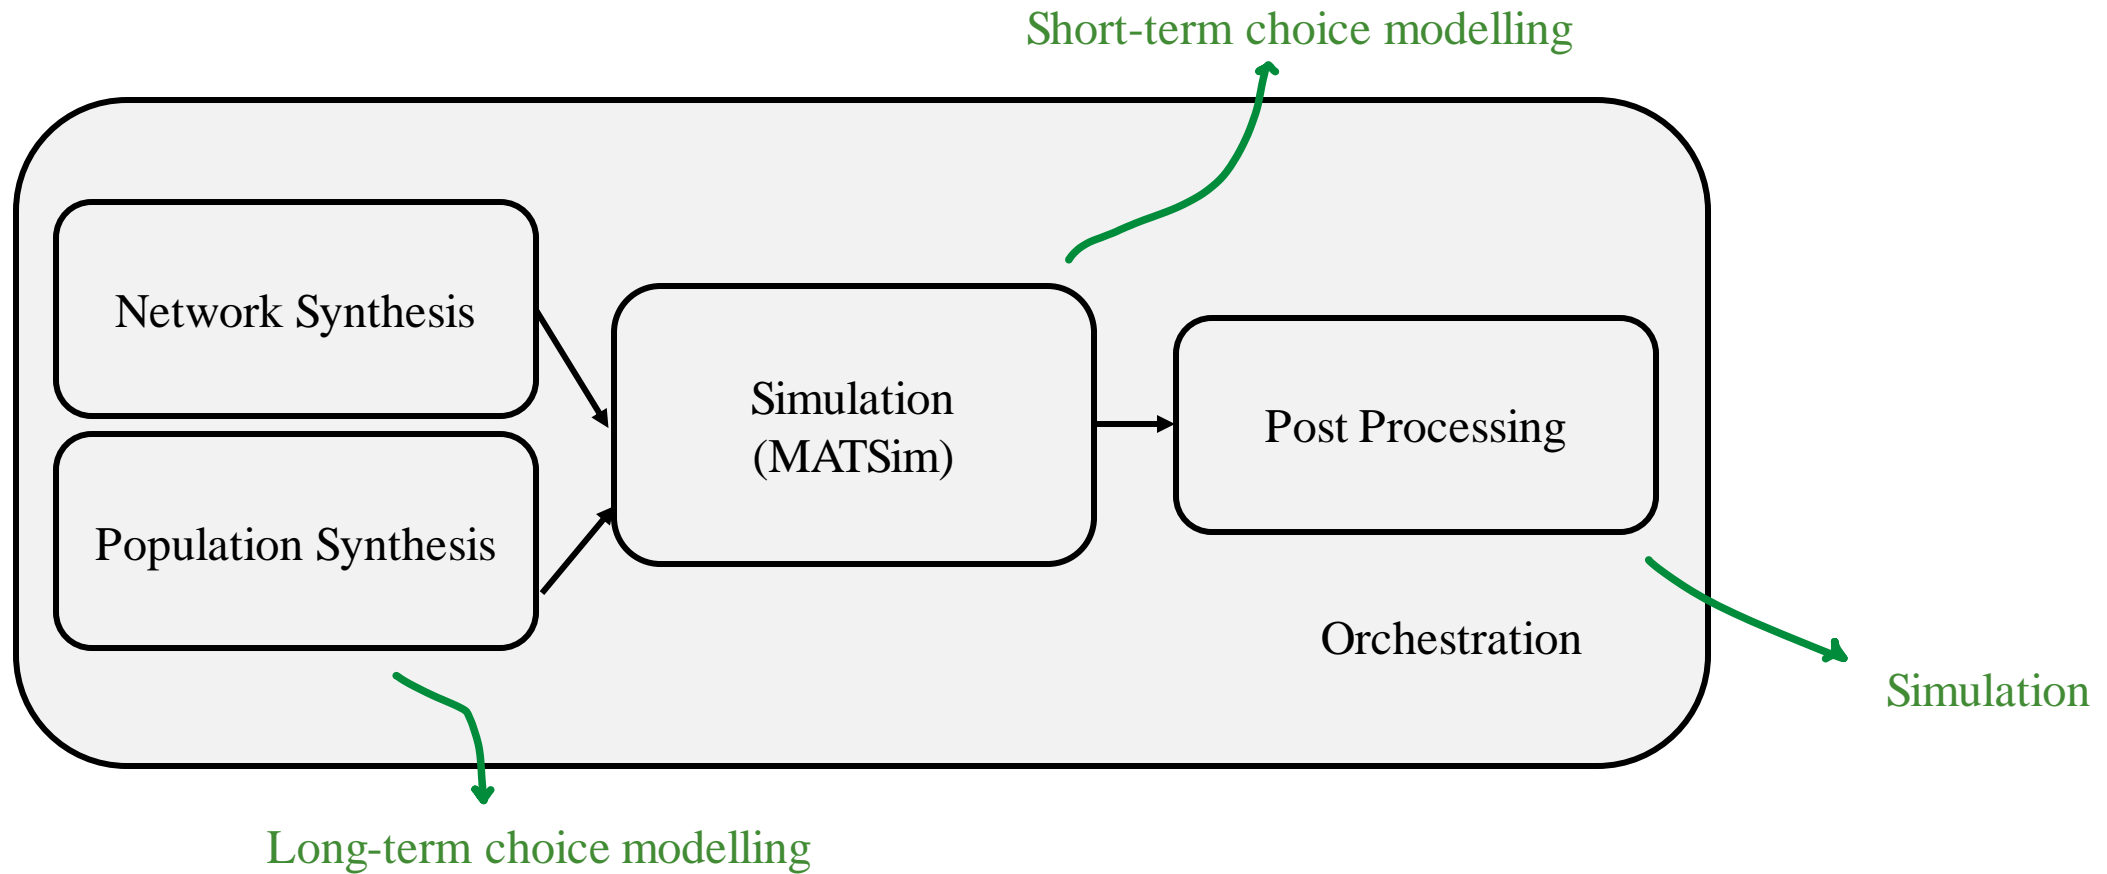 Short-term choice modelling
Network Synthesis
Simulation
(MATSim)
Post Processing
Population Synthesis
Orchestration
Simulation
Long-term choice modelling